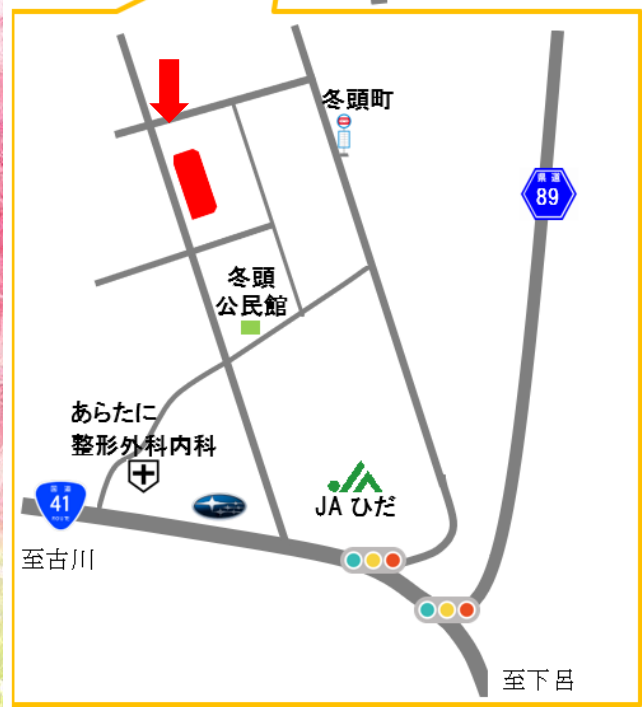 冬頭町
県道
89
冬頭
公民館
あらたに
整形外科内科
国道
41
ROUTE
JA ひだ
至古川
至下呂